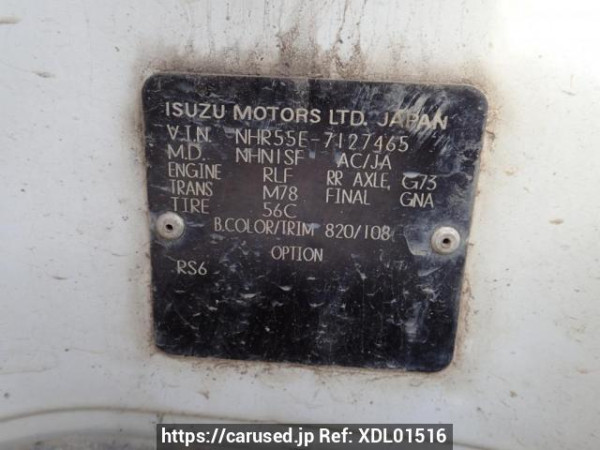 ISUZU MOTORS LTD. JAPAN
V.I.N. NHR55E-7127465
M.D. NHN1SF AC/JA
ENGINE RLF RR AXLE, G73
TRANS M78 FINAL GNA
TIRE 56C
B.COLOR/TRIM 820/108
OPTION
RS6
https://carused.jp Ref: XDL01516